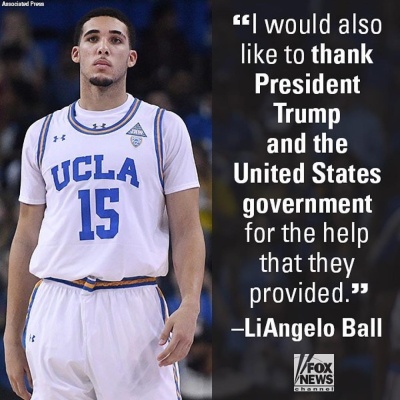 Associated Press
UCLA
15
“I would also
like to thank
President
Trump
and the
United States
government
for the help
that they
provided.”
–LiAngelo Ball
FOX
NEWS
channel